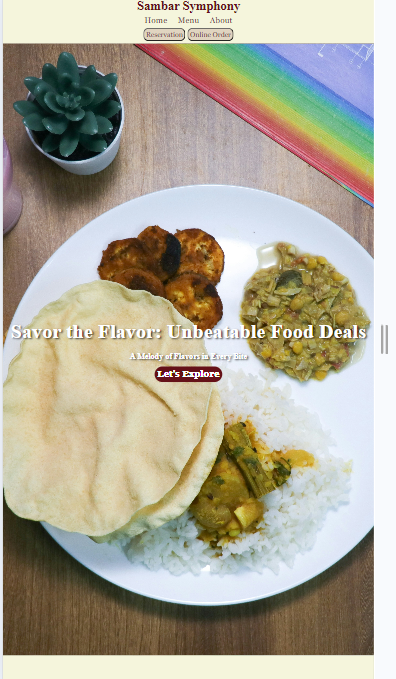 Sambar Symphony
Home Menu About
Reservation Online Order
Savor the Flavor: Unbeatable Food Deals
A Melody of Flavors in Every Bite
Let's Explore